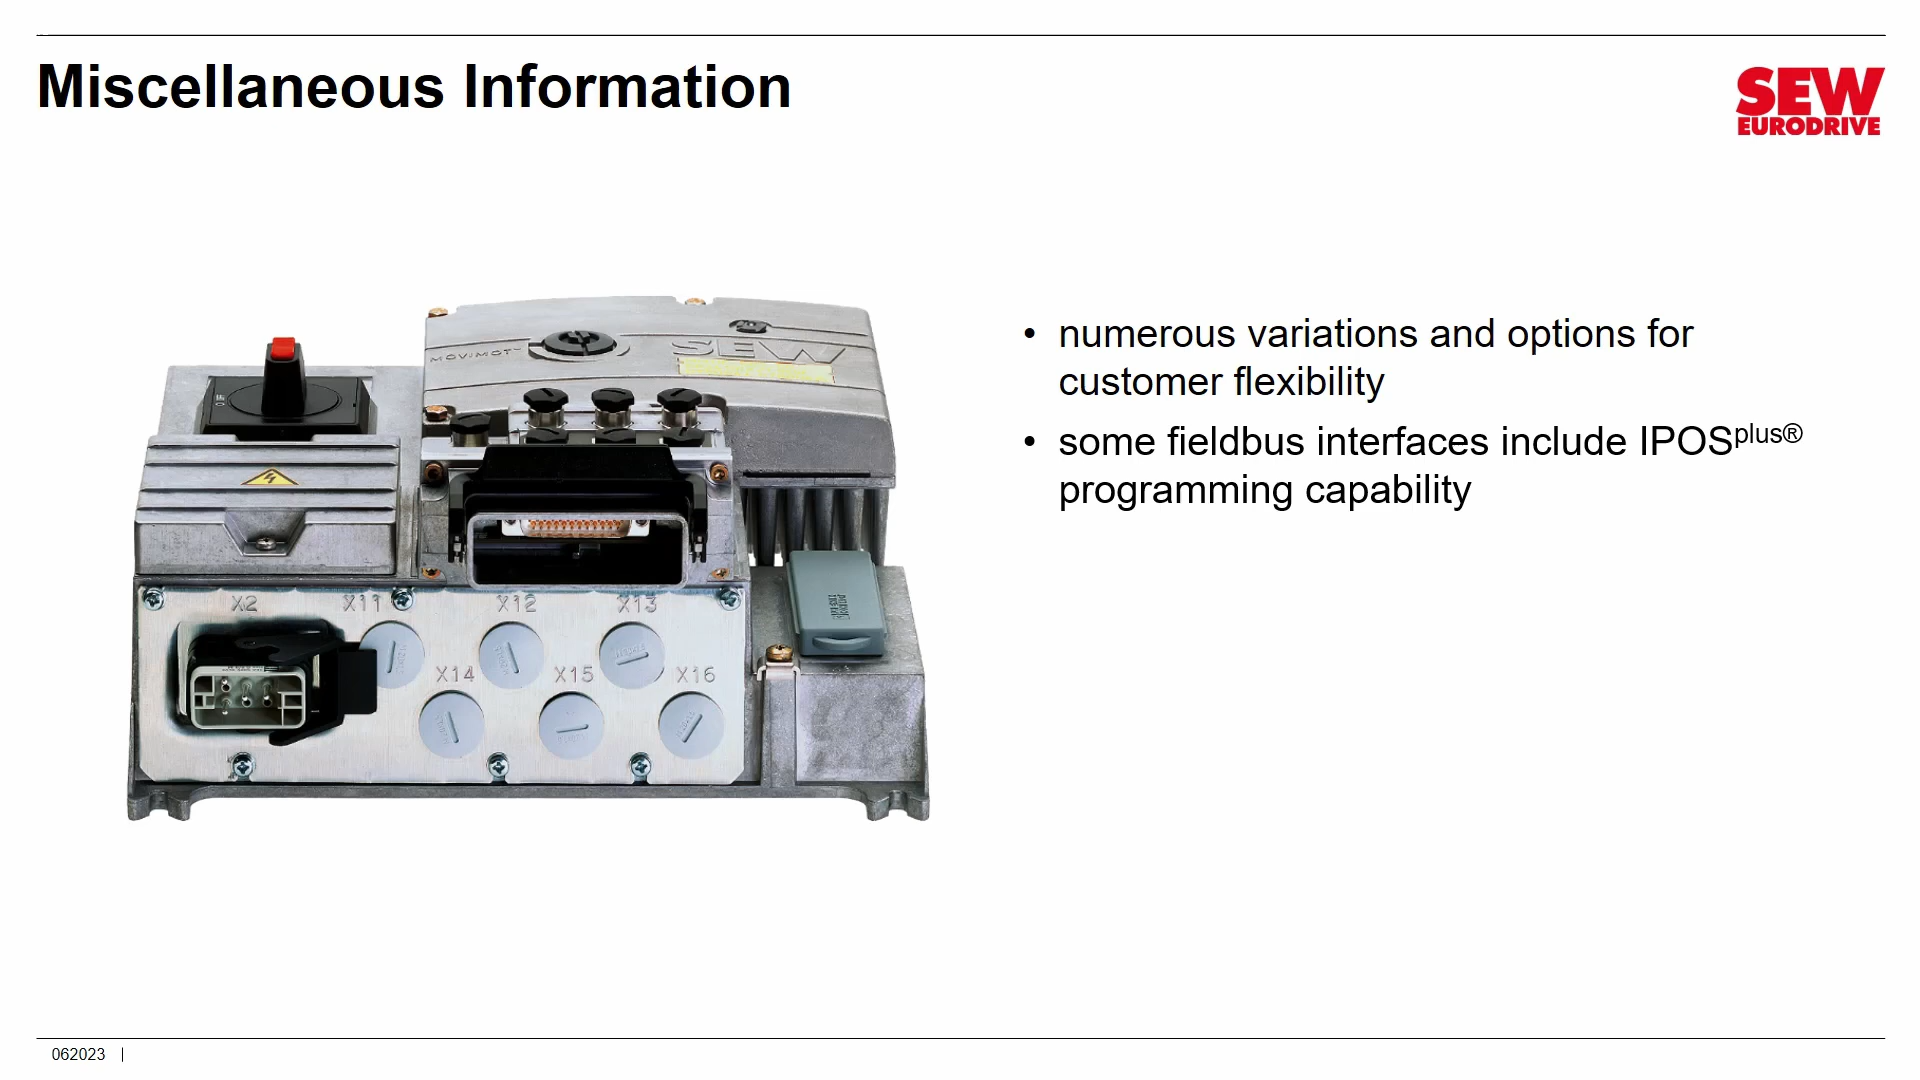 Miscellaneous Information
SEW
EURODRIVE
• numerous variations and options for
customer flexibility
• some fieldbus interfaces include IPOSplus®
programming capability
MOVIMOT
SEW
X2
X11
X12
X13
X14
X15
X16
062023 |